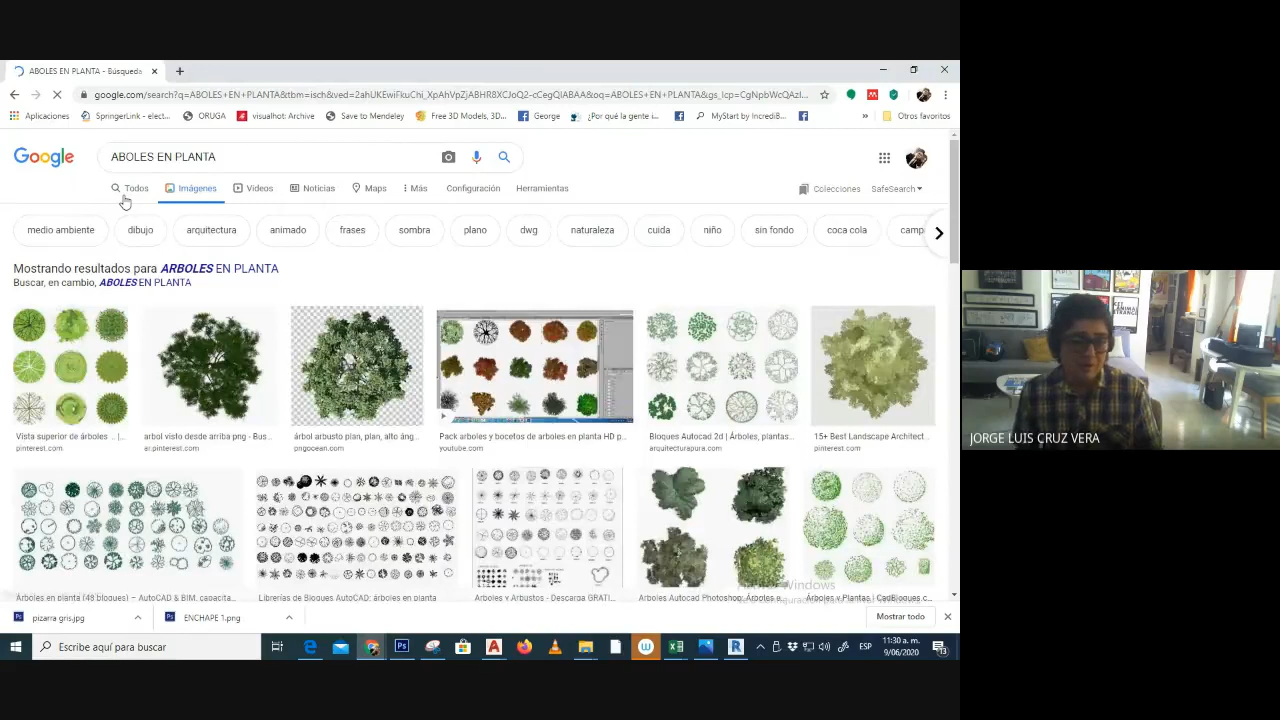 ABOLES EN PLANTA - Búsqueda
google.com/search?q=ABOLES+EN+PLANTA&tbm=isch&ved=2ahUKEwiFkuChi_XpAhVpZjABHR8XCJoQ2-cCegQIABAA&oq=ABOLES+EN+PLANTA&gs_lcp=CgNpbWcQAzI...
Aplicaciones SpringerLink - elect... ORUGA visualhot: Archive Save to Mendeley Free 3D Models, 3D... George ¿Por qué la gente i... MyStart by IncrediB... » Otros favoritos
Google ABOLES EN PLANTA
Todos Imágenes Vídeos Noticias Maps Más Configuración Herramientas Colecciones SafeSearch
medio ambiente dibujo arquitectura animado frases sombra plano dwg naturaleza cuida niño sin fondo coca cola camp
Mostrando resultados para ARBOLES EN PLANTA
Buscar, en cambio, ABOLES EN PLANTA
Vista superior de árboles ... |... arbol visto desde arriba png - Bus... árbol arbusto plan, plan, alto áng... Pack arboles y bocetos de arboles en planta HD p... Bloques Autocad 2d | Árboles, plantas... 15+ Best Landscape Architect...
pinterest.com ar.pinterest.com pngocean.com youtube.com arquitecturapura.com pinterest.com
JORGE LUIS CRUZ VERA
Árboles en planta (48 bloques) – AutoCAD & BIM, capacita... Librerías de Bloques AutoCAD: árboles en planta Árboles y Arbustos - Descarga GRATI... Árboles Autocad Photoshop: Árboles e... Árboles y Plantas | CadBloques.c...
pizarra gris.jpg ENCHAPE 1.png Mostrar todo
Escribe aquí para buscar
ESP
11:30 a. m.
9/06/2020
13